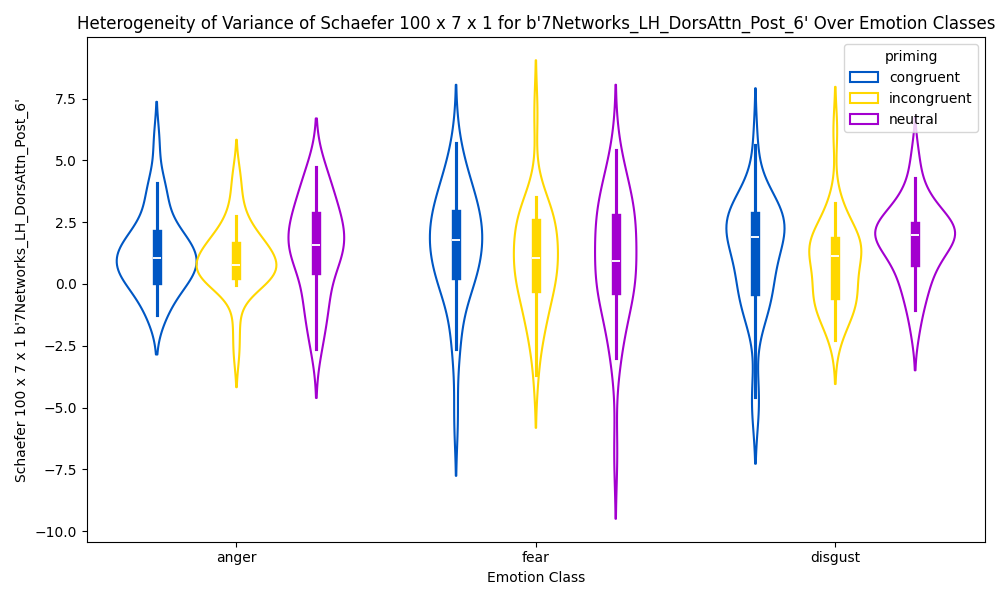 Heterogeneity of Variance of Schaefer 100 x 7 x 1 for b'7Networks_LH_DorsAttn_Post_6' Over Emotion Classes
priming
congruent
incongruent
neutral
Schaefer 100 x 7 x 1 b'7Networks_LH_DorsAttn_Post_6'
7.5
5.0
2.5
0.0
−2.5
−5.0
−7.5
−10.0
anger
fear
disgust
Emotion Class